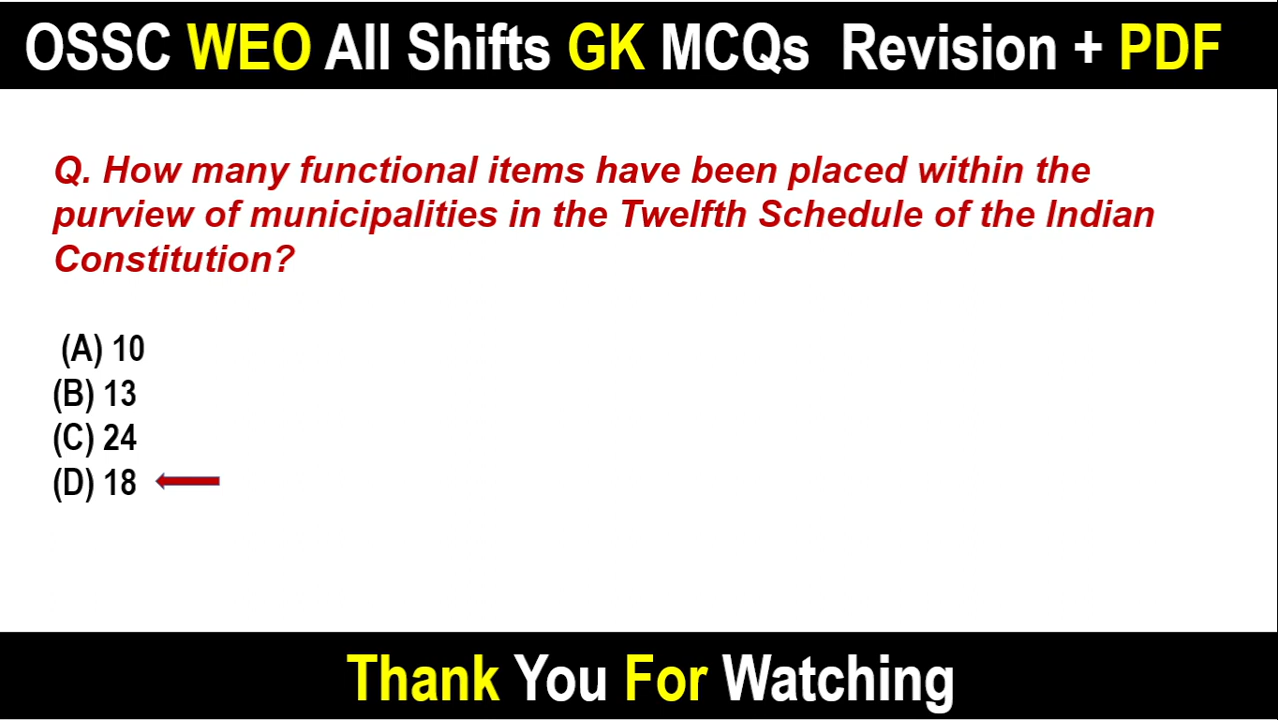 OSSC WEO All Shifts GK MCQs Revision + PDF
Q. How many functional items have been placed within the
purview of municipalities in the Twelfth Schedule of the Indian
Constitution?
(A) 10
(B) 13
(C) 24
(D) 18
Thank You For Watching